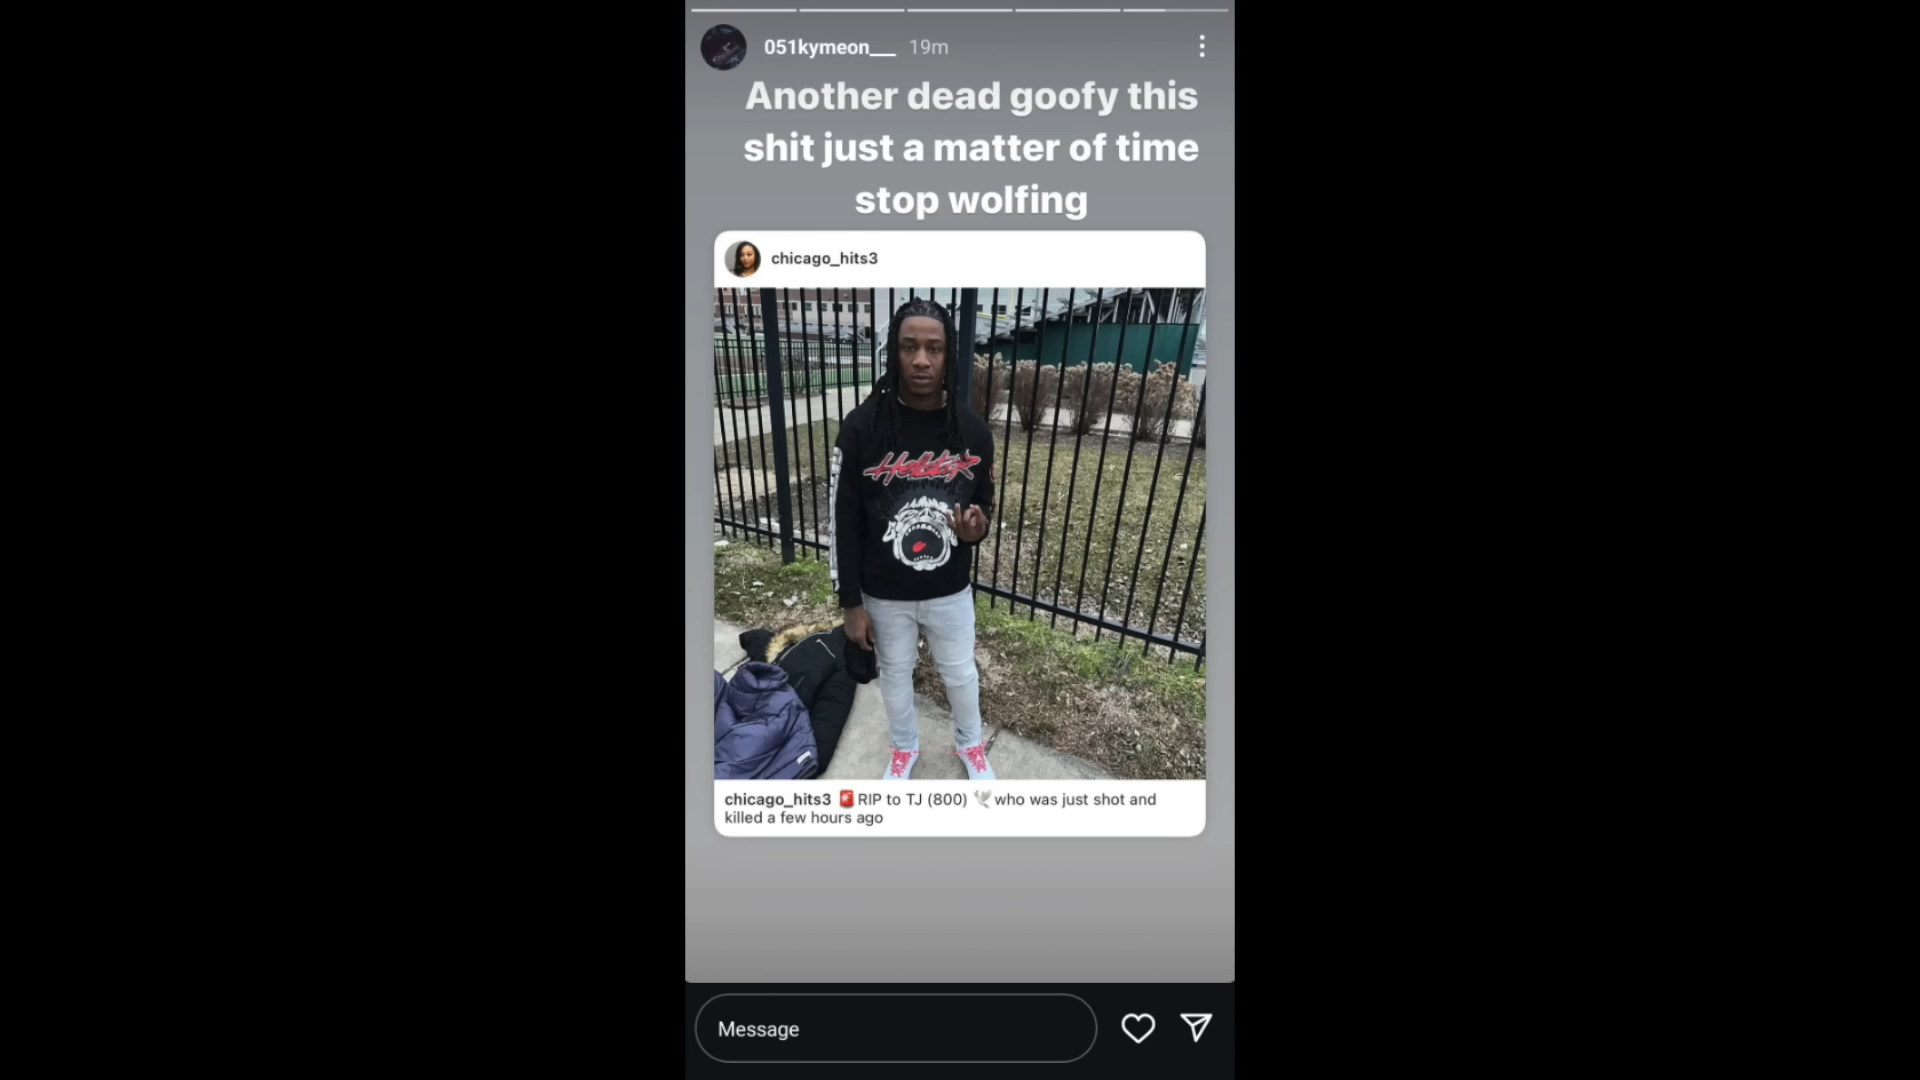 051kymeon___ 19m
Another dead goofy this
shit just a matter of time
stop wolfing
chicago_hits3
Hellstar
chicago_hits3 🚨RIP to TJ (800) 🕊️who was just shot and
killed a few hours ago
Message